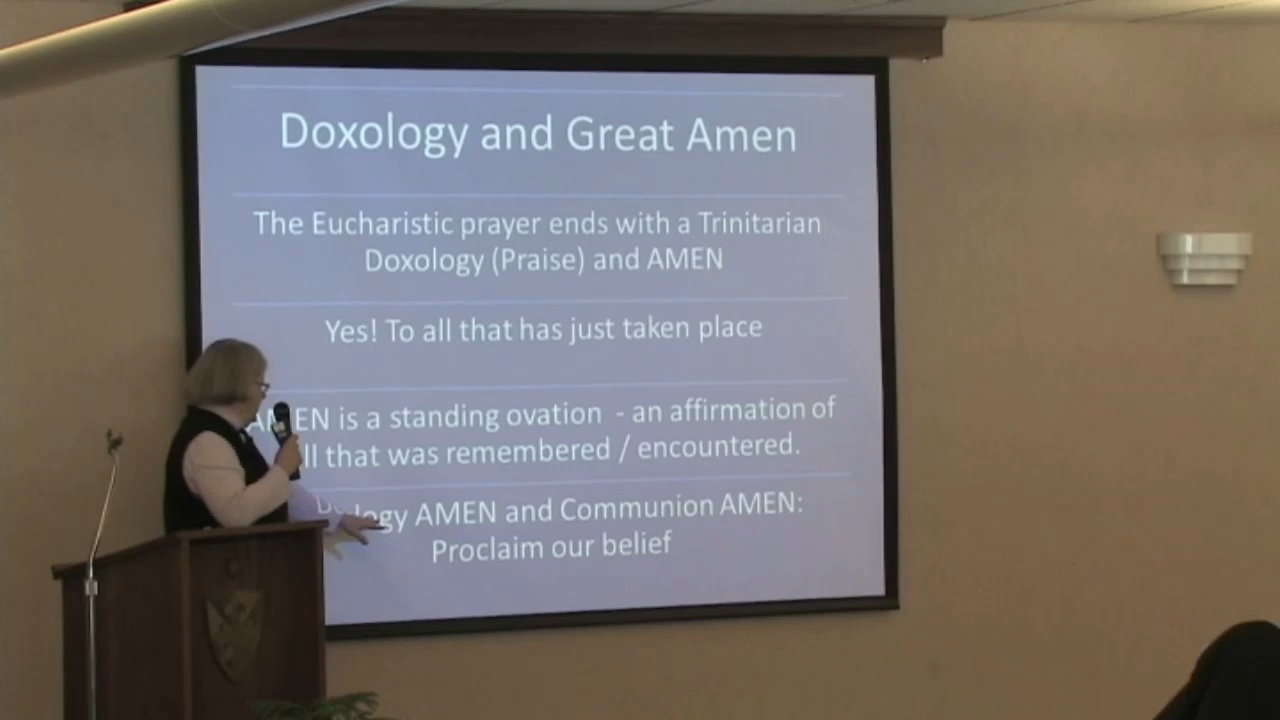 Doxology and Great Amen
The Eucharistic prayer ends with a Trinitarian
Doxology (Praise) and AMEN
Yes! To all that has just taken place
AMEN is a standing ovation - an affirmation of
ll that was remembered / encountered.
AMEN and Communion AMEN:
Proclaim our belief